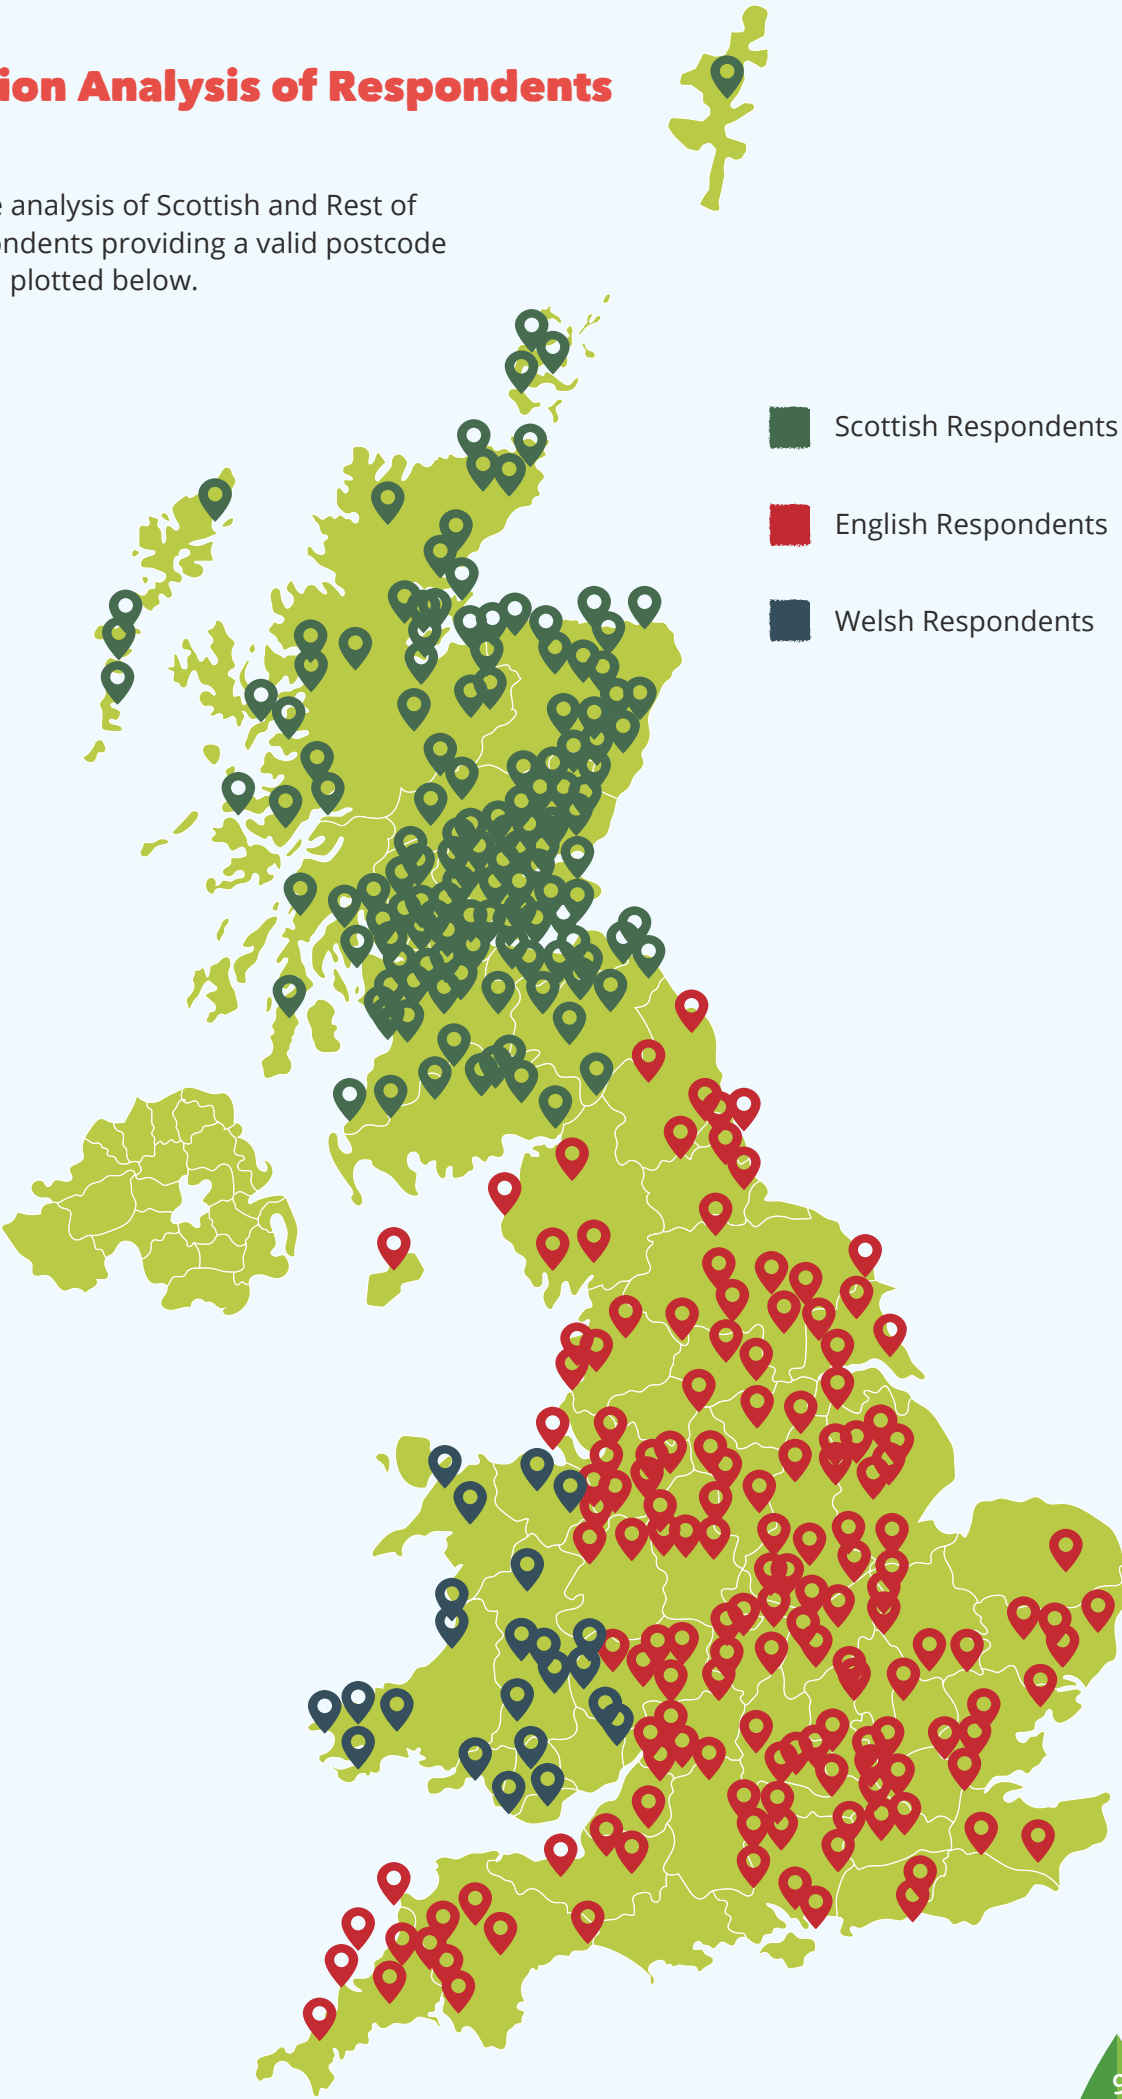 ion Analysis of Respondents
e analysis of Scottish and Rest of
ondents providing a valid postcode
plotted below.
Scottish Respondents
English Respondents
Welsh Respondents
9